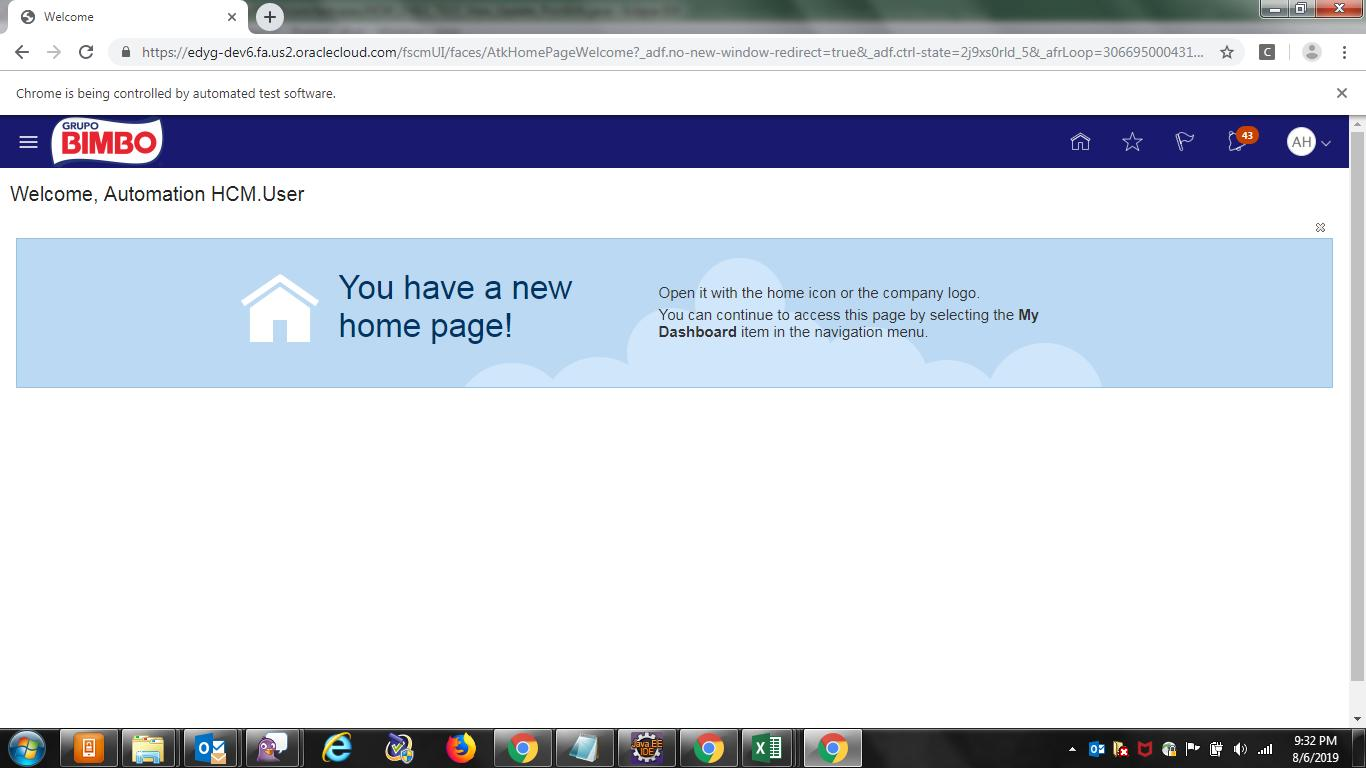 Welcome
https://edyg-dev6.fa.us2.oraclecloud.com/fscmUI/faces/AtkHomePageWelcome?_adf.no-new-window-redirect=true&_adf.ctrl-state=2j9xs0rld_5&_afrLoop=306695000431...
C
Chrome is being controlled by automated test software.
GRUPO
BIMBO
43
AH
Welcome, Automation HCM.User
You have a new
home page!
Open it with the home icon or the company logo.
You can continue to access this page by selecting the My
Dashboard item in the navigation menu.
Java EE
IDE
9:32 PM
8/6/2019